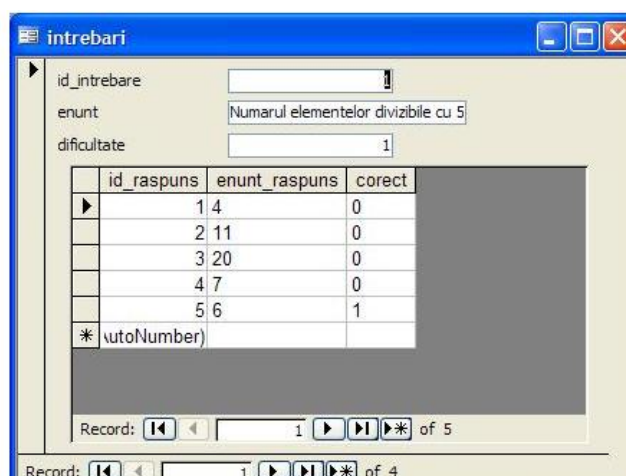 intrebari
id_intrebare 1
enunt Numarul elementelor divizibile cu 5
dificultate 1
id_raspuns enunt_raspuns corect
1 4 0
2 11 0
3 20 0
4 7 0
5 6 1
utoNumber)
Record: 1 of 5
Record: 1 of 4